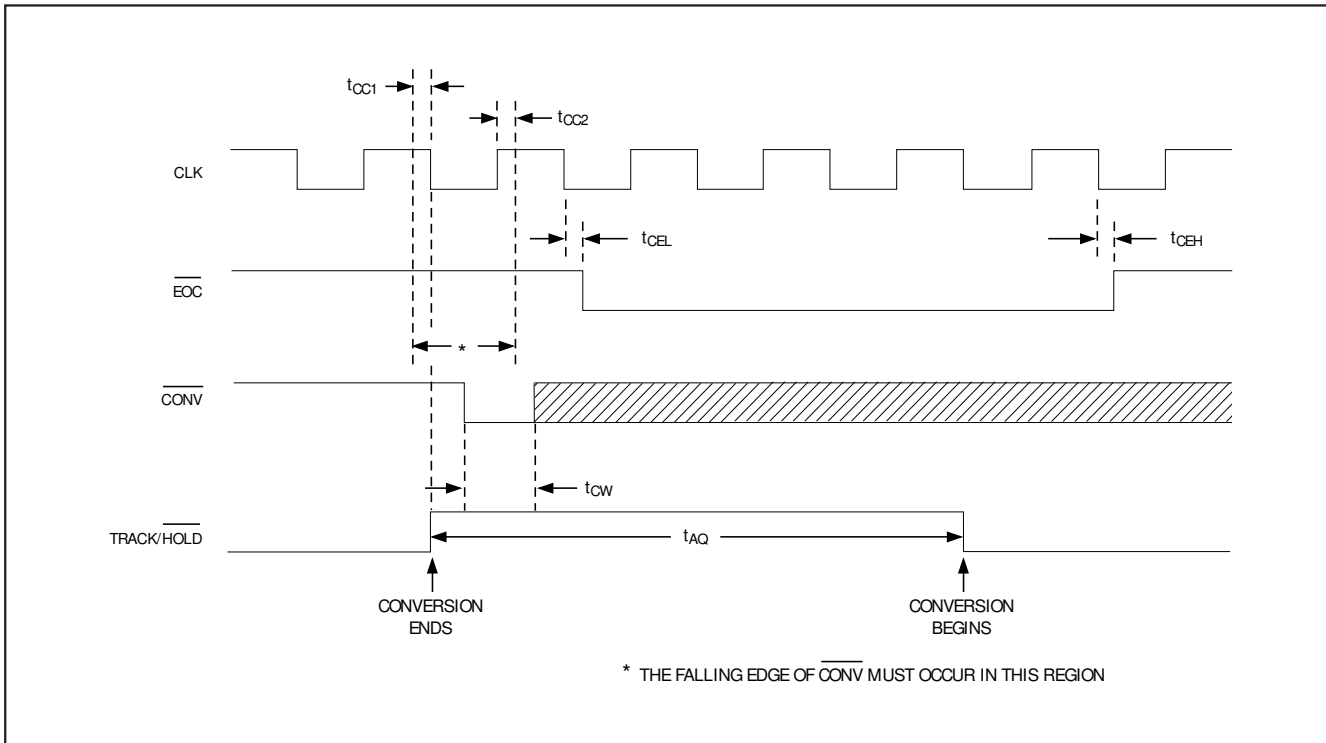 tCC1
tCC2
CLK
tCEL
tCEH
EOC
*
CONV
tCW
TRACK/HOLD
tAQ
CONVERSION
ENDS
CONVERSION
BEGINS
* THE FALLING EDGE OF CONV MUST OCCUR IN THIS REGION